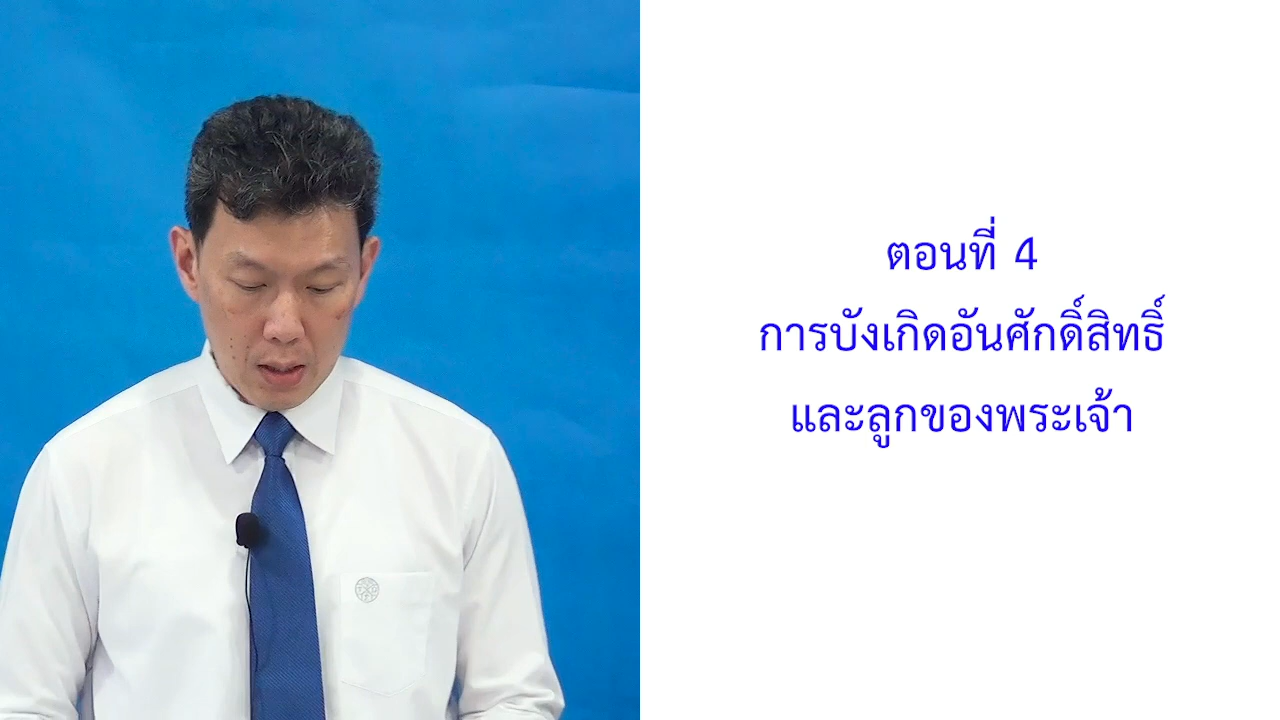 ตอนที่ 4
การบังเกิดอันศักดิ์สิทธิ์
และลูกของพระเจ้า